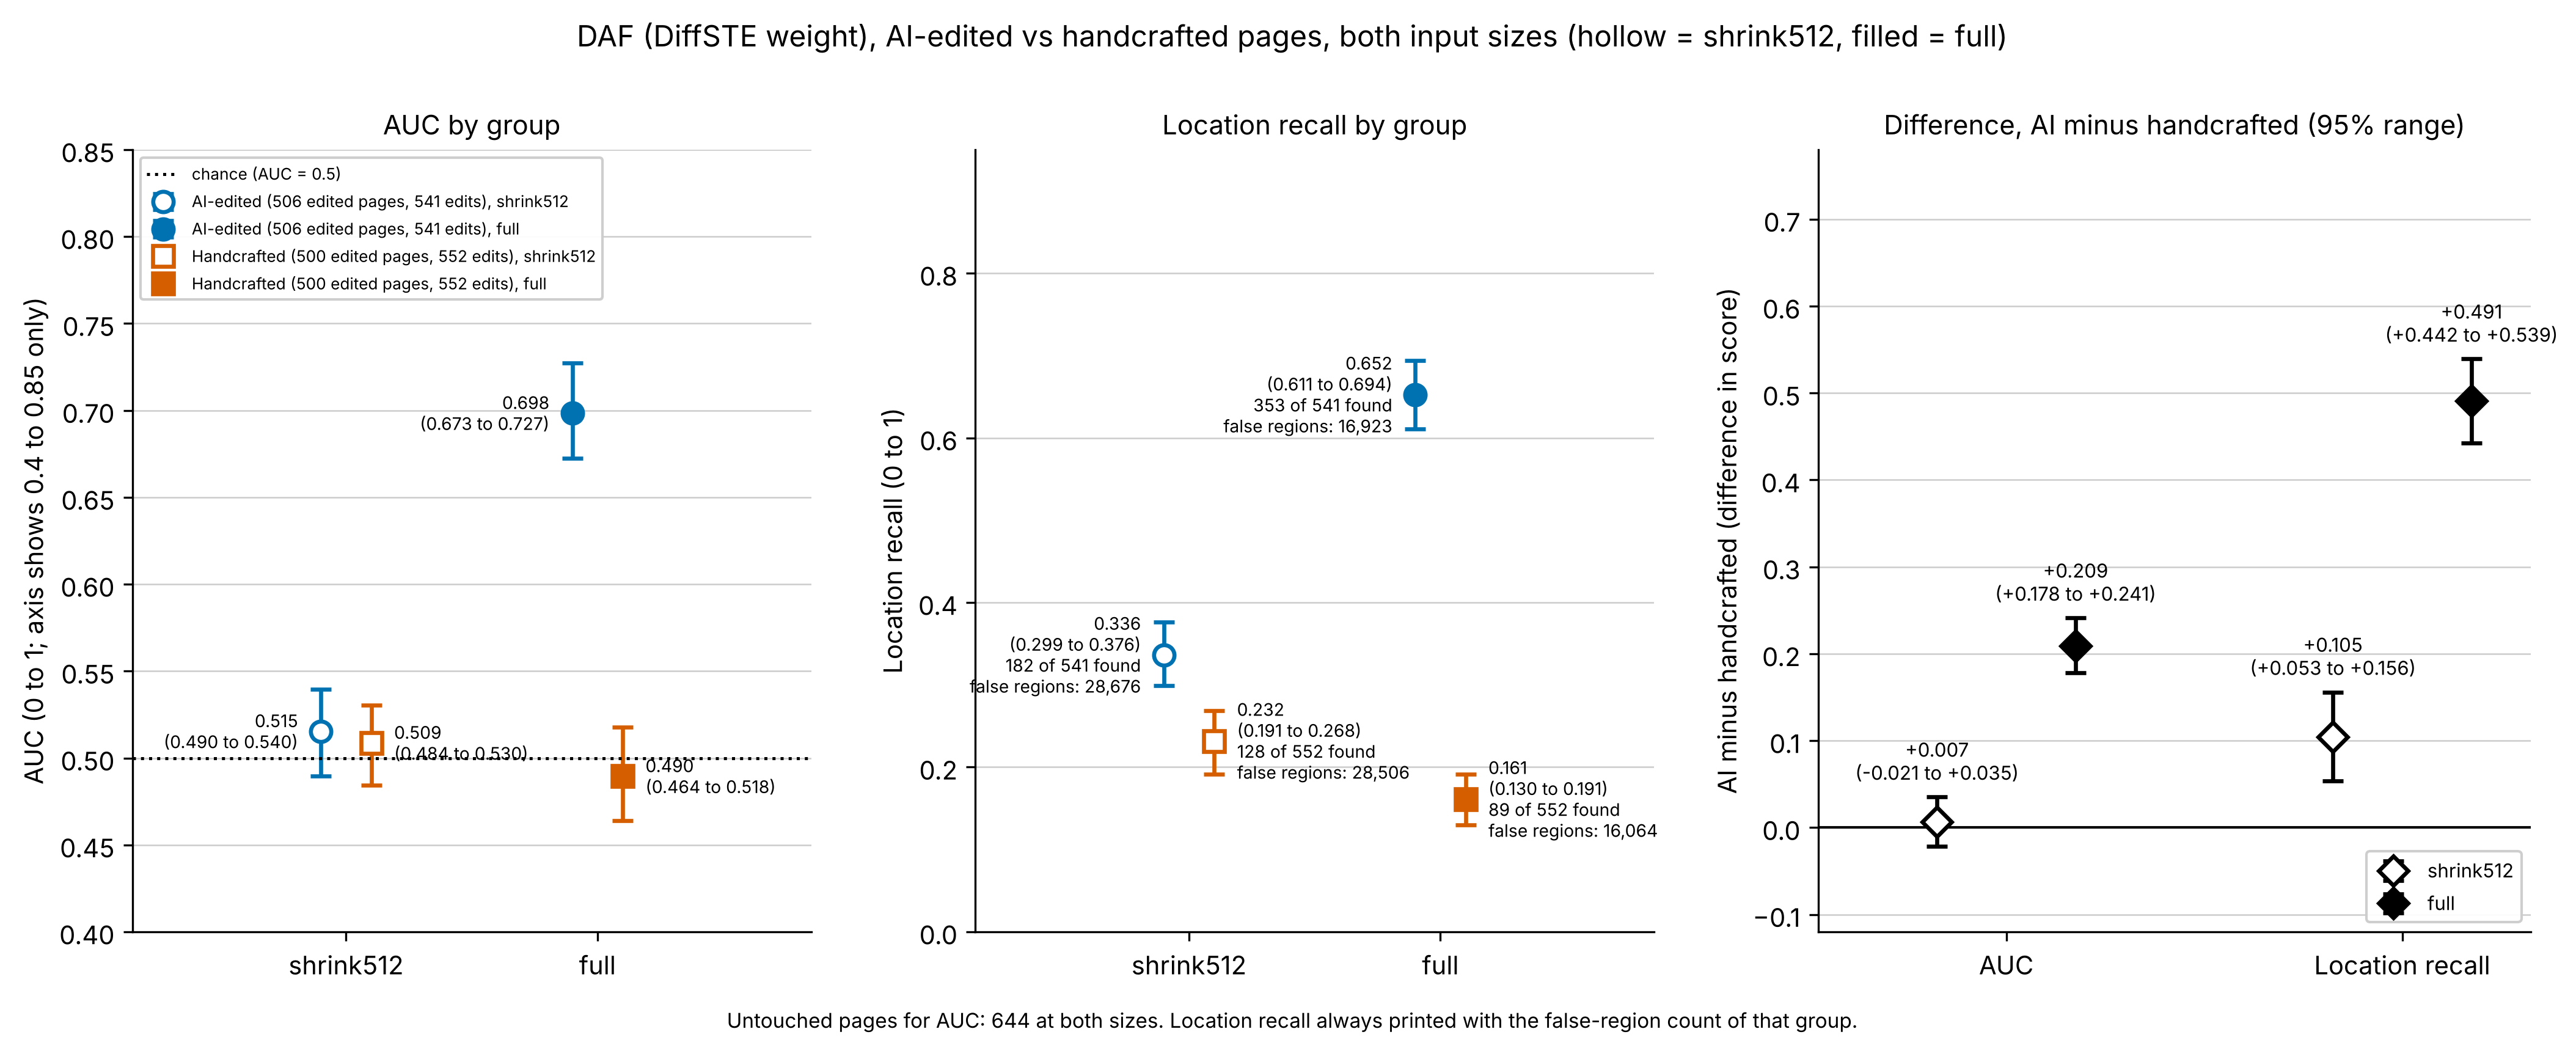 DAF (DiffSTE weight), AI-edited vs handcrafted pages, both input sizes (hollow = shrink512, filled = full)
AUC by group
AUC (0 to 1; axis shows 0.4 to 0.85 only)
0.85
0.80
0.75
0.70
0.65
0.60
0.55
0.50
0.45
0.40
chance (AUC = 0.5)
AI-edited (506 edited pages, 541 edits), shrink512
AI-edited (506 edited pages, 541 edits), full
Handcrafted (500 edited pages, 552 edits), shrink512
Handcrafted (500 edited pages, 552 edits), full
0.698
(0.673 to 0.727)
0.515
(0.490 to 0.540)
0.509
(0.484 to 0.530)
0.490
(0.464 to 0.518)
shrink512
full
Location recall by group
Location recall (0 to 1)
0.8
0.6
0.4
0.2
0.0
0.652
(0.611 to 0.694)
353 of 541 found
false regions: 16,923
0.336
(0.299 to 0.376)
182 of 541 found
false regions: 28,676
0.232
(0.191 to 0.268)
128 of 552 found
false regions: 28,506
0.161
(0.130 to 0.191)
89 of 552 found
false regions: 16,064
shrink512
full
Difference, AI minus handcrafted (95% range)
AI minus handcrafted (difference in score)
0.7
0.6
0.5
0.4
0.3
0.2
0.1
0.0
−0.1
+0.491
(+0.442 to +0.539)
+0.209
(+0.178 to +0.241)
+0.105
(+0.053 to +0.156)
+0.007
(-0.021 to +0.035)
shrink512
full
AUC
Location recall
Untouched pages for AUC: 644 at both sizes. Location recall always printed with the false-region count of that group.